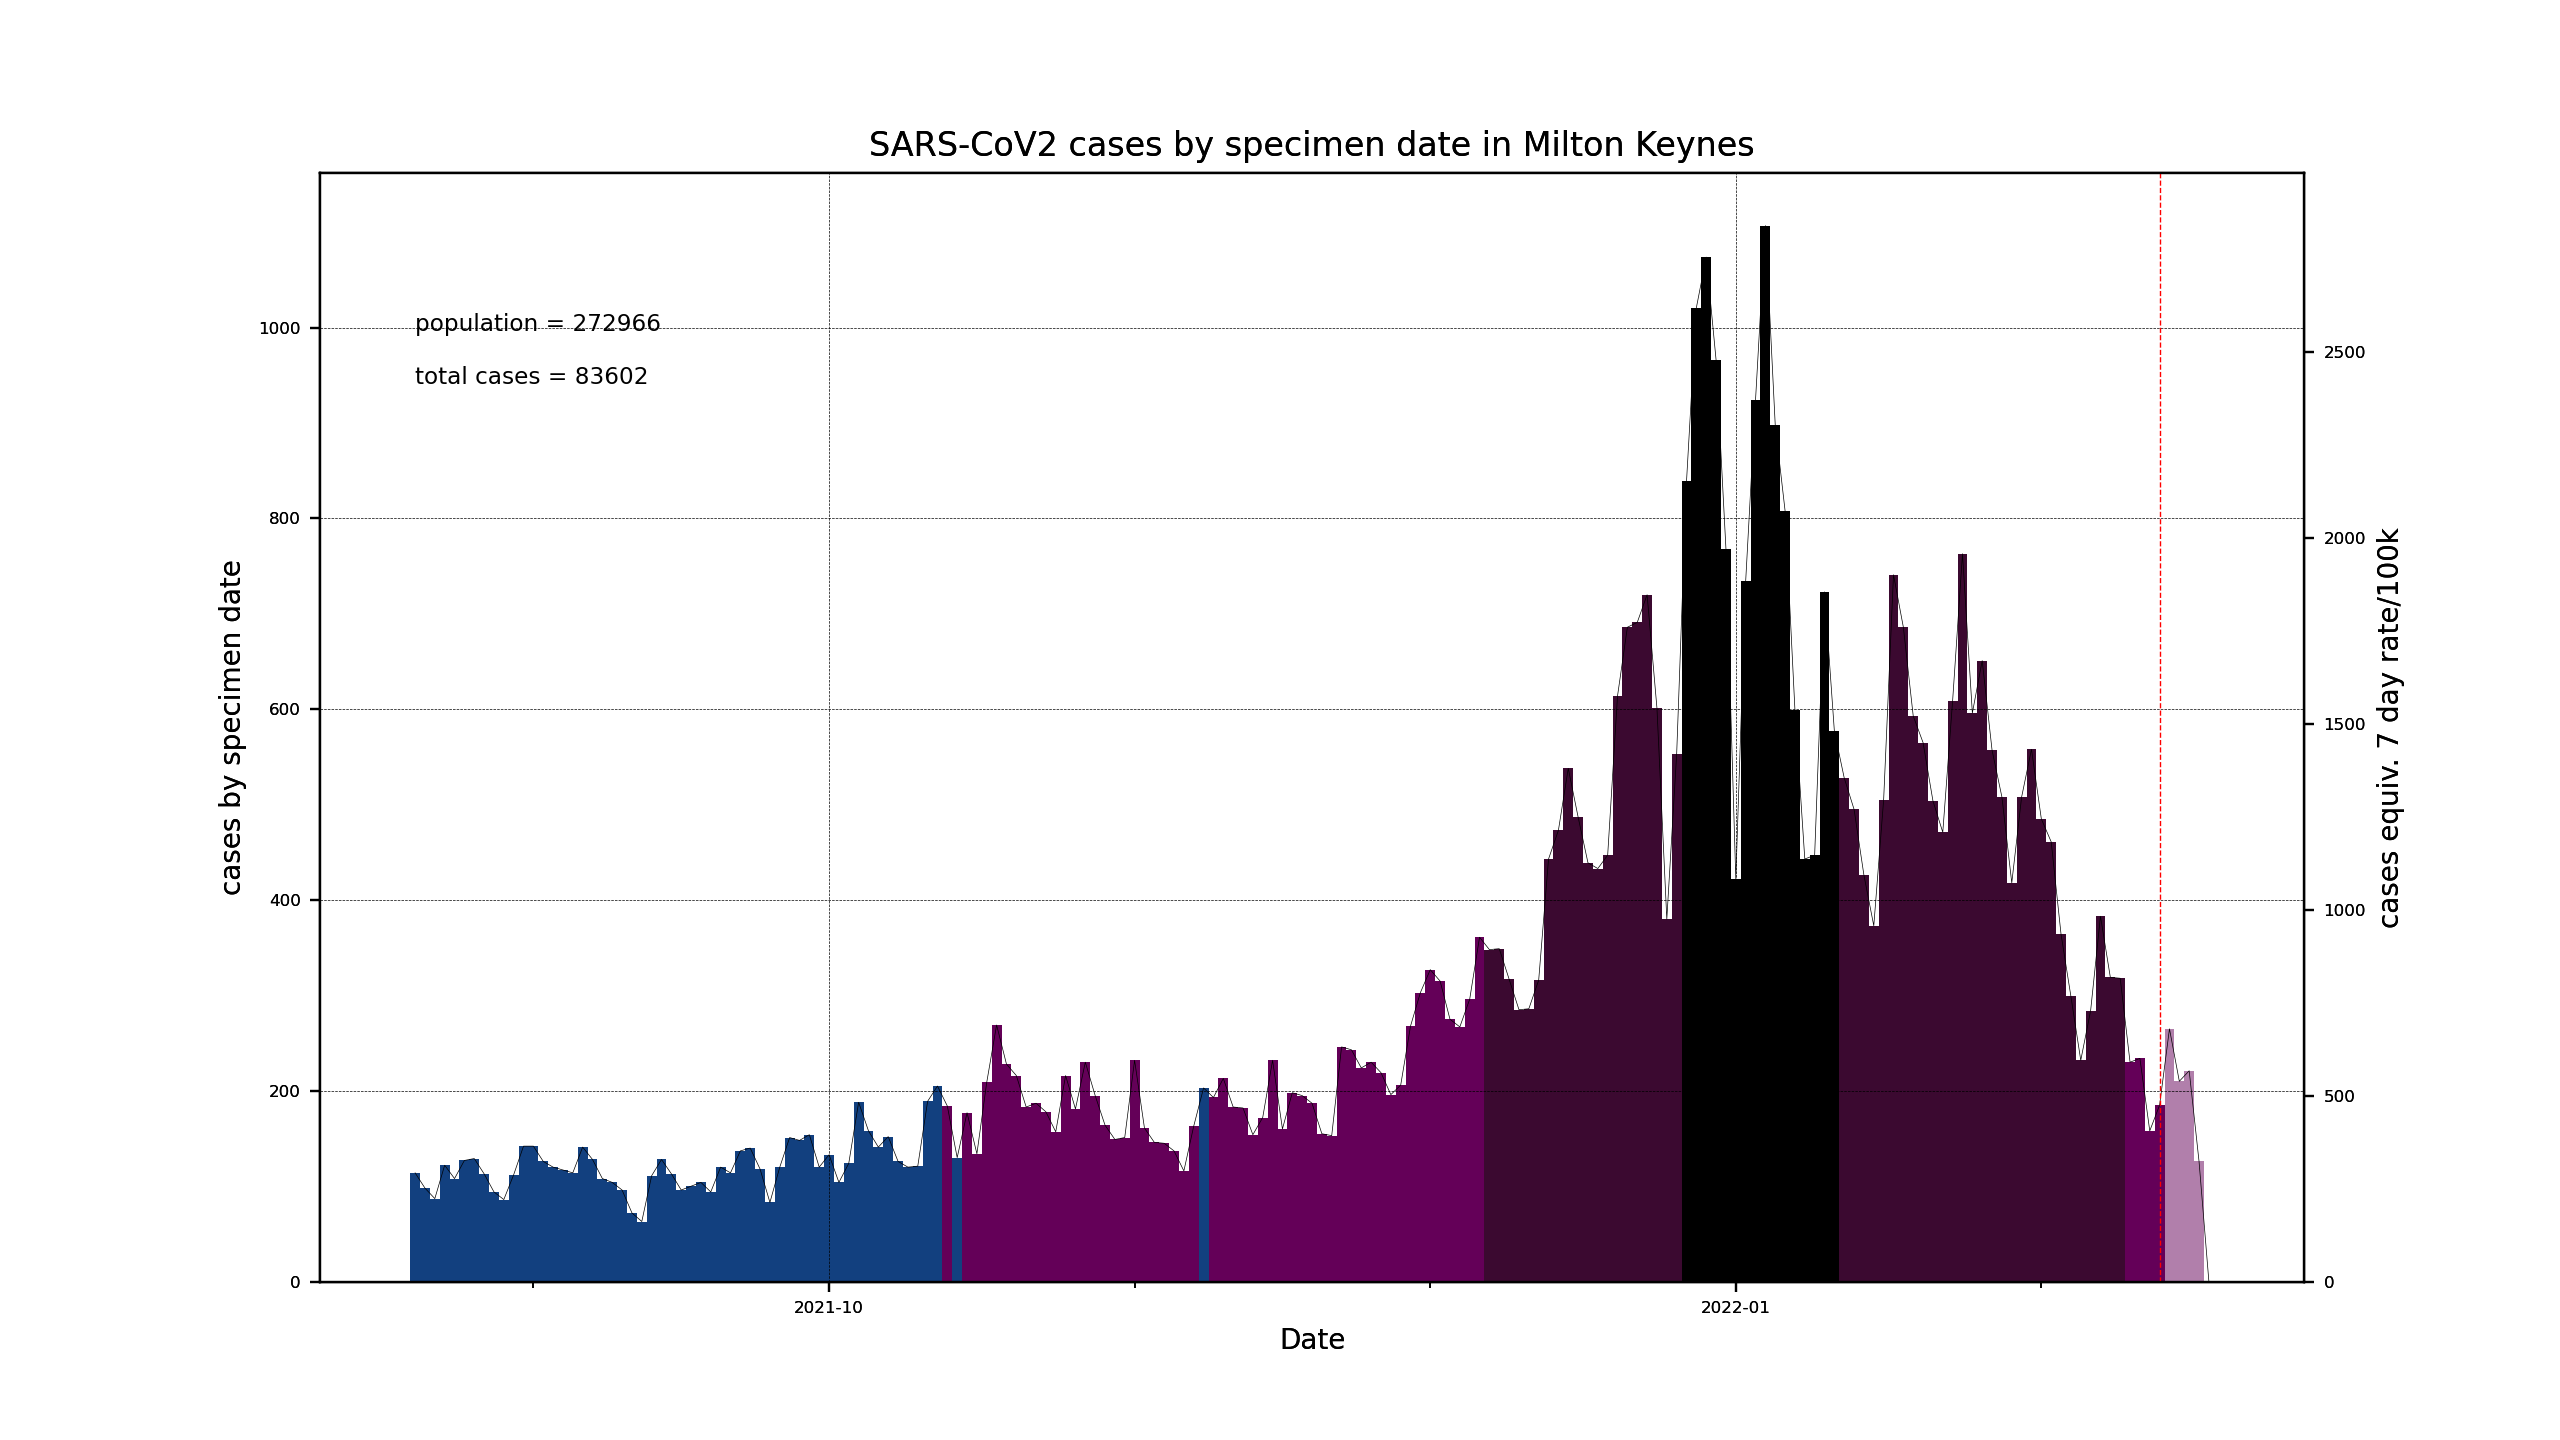 SARS-CoV2 cases by specimen date in Milton Keynes
population = 272966
total cases = 83602
cases by specimen date
1000
800
600
400
200
0
2500
2000
1500
1000
500
0
cases equiv. 7 day rate/100k
2021-10
2022-01
Date